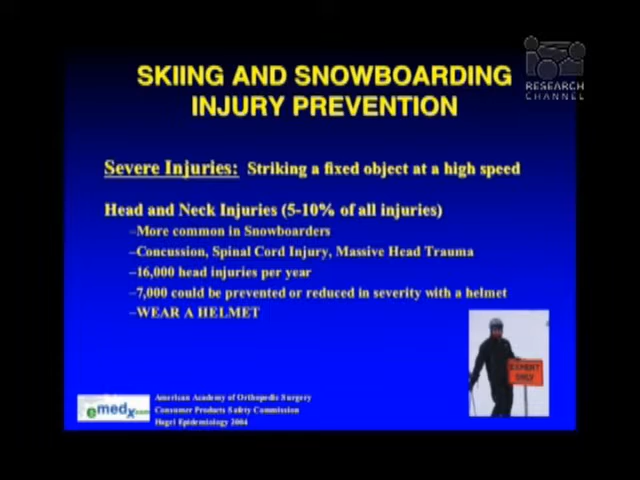 RESEARCH
CHANNEL
SKIING AND SNOWBOARDING
INJURY PREVENTION
Severe Injuries: Striking a fixed object at a high speed
Head and Neck Injuries (5-10% of all injuries)
–More common in Snowboarders
–Concussion, Spinal Cord Injury, Massive Head Trauma
–16,000 head injuries per year
–7,000 could be prevented or reduced in severity with a helmet
–WEAR A HELMET
EXPERT
ONLY
emedx.com
American Academy of Orthopedic Surgery
Consumer Products Safety Commission
Hagel Epidemiology 2004